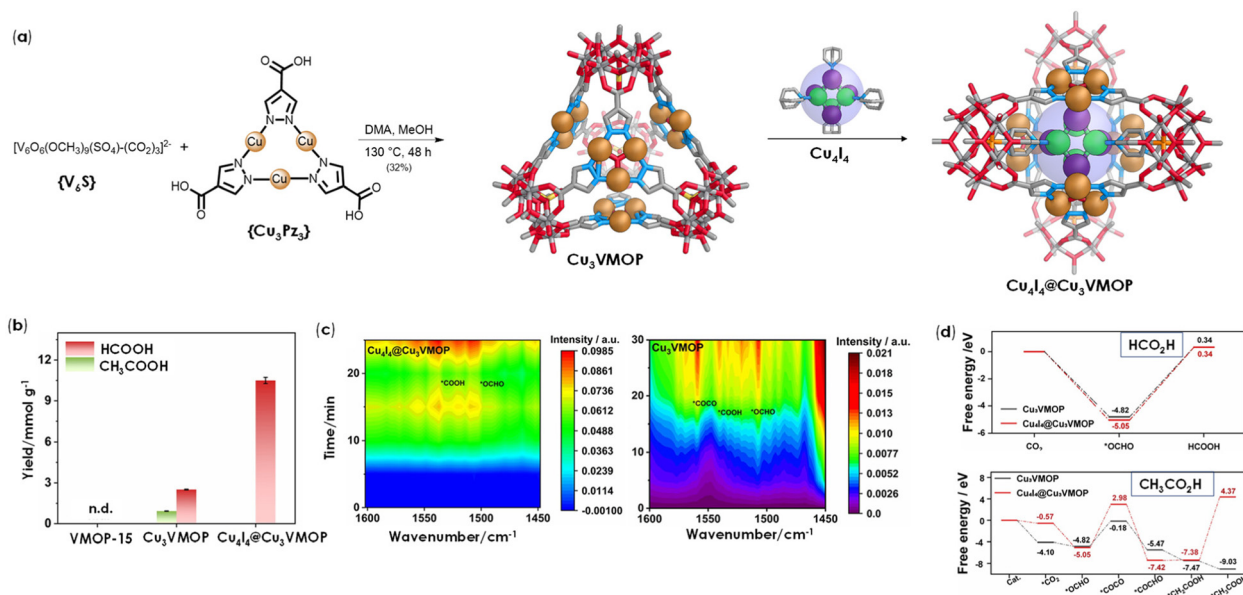 (a)
[V₆O₆(OCH₃)₉(SO₄)-(CO₂)₃]²⁻ +
{V₆S}
O
OH
N-N
Cu
Cu
N
N
Cu
N
N
HO
O
O
OH
{Cu₃Pz₃}
DMA, MeOH
130 °C, 48 h
(32%)
Cu₃VMOP
Cu₄I₄
Cu₄I₄@Cu₃VMOP
(b)
Yield/mmol g⁻¹
12
9
6
3
0
HCOOH
CH₃COOH
n.d.
VMOP-15
Cu₃VMOP
Cu₄I₄@Cu₃VMOP
(c)
Time/min
30
20
10
0
Cu₄I₄@Cu₃VMOP
*COOH
*OCHO
1600
1550
1500
1450
Wavenumber/cm⁻¹
Intensity / a.u.
0.0985
0.0861
0.0736
0.0612
0.0488
0.0363
0.0239
0.0114
-0.00100
30
20
10
0
Cu₃VMOP
*COCO
*COOH
*OCHO
1600
1550
1500
1450
Wavenumber/cm⁻¹
Intensity / a.u.
0.021
0.018
0.016
0.013
0.010
0.0078
0.0052
0.0026
0.00
(d)
Free energy /eV
0
-2
-4
-6
HCO₂H
0.34
0.34
-4.82
-5.05
Cu₃VMOP
Cu₄I₄@Cu₃VMOP
CO₂
*OCHO
HCOOH
Free energy / eV
8
4
0
-4
-8
Cu₃VMOP
Cu₄I₄@Cu₃VMOP
CH₃CO₂H
-0.57
-4.10
-4.82
-5.05
2.98
-0.18
-5.47
-7.42
-7.38
-7.47
4.37
-9.03
Cat.
*CO₂
*OCHO
*COCO
*COCHO
*CH₂COOH
*CH₃COOH